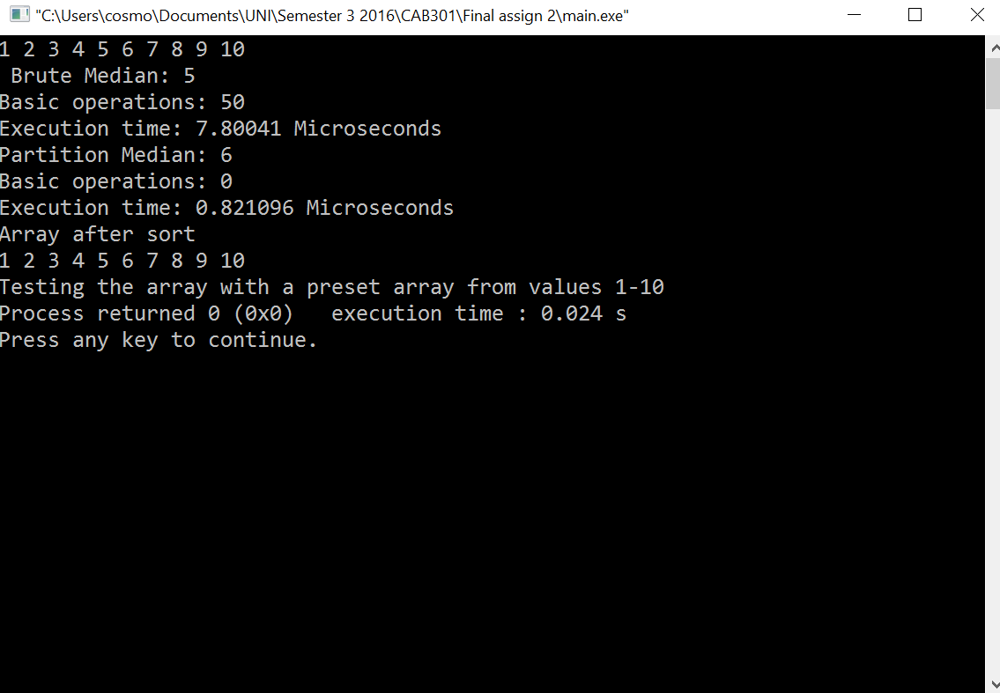 "C:\Users\cosmo\Documents\UNI\Semester 3 2016\CAB301\Final assign 2\main.exe"
1 2 3 4 5 6 7 8 9 10
 Brute Median: 5
Basic operations: 50
Execution time: 7.80041 Microseconds
Partition Median: 6
Basic operations: 0
Execution time: 0.821096 Microseconds
Array after sort
1 2 3 4 5 6 7 8 9 10
Testing the array with a preset array from values 1-10
Process returned 0 (0x0)   execution time : 0.024 s
Press any key to continue.